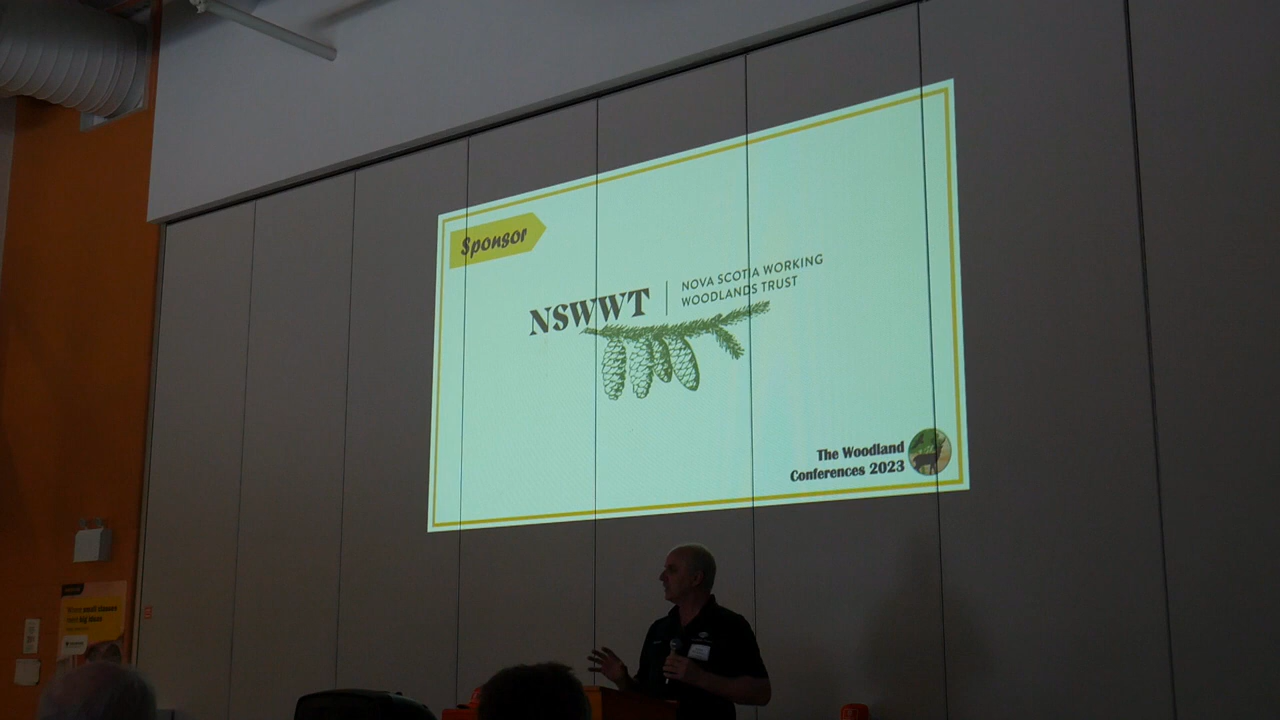 Sponsor
NSWWT
NOVA SCOTIA WORKING
WOODLANDS TRUST
The Woodland
Conferences 2023